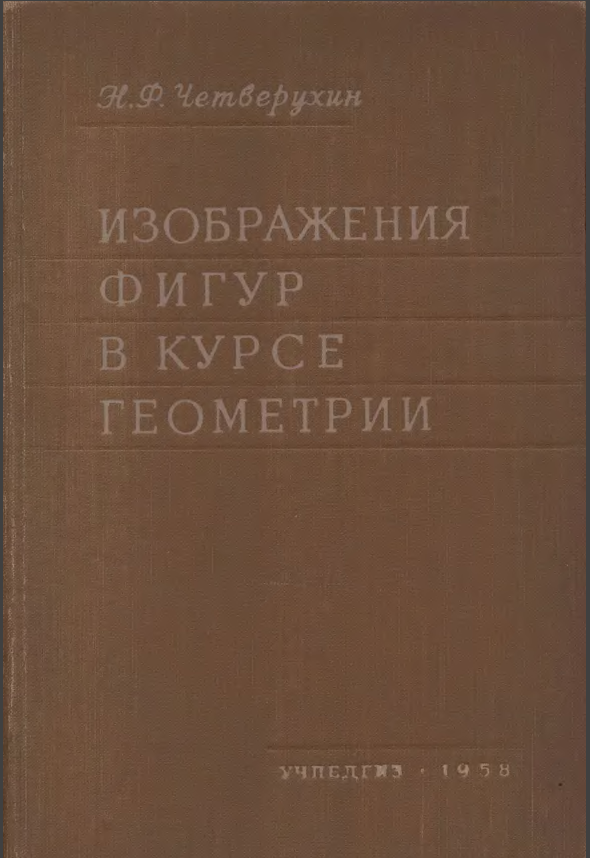 Н.Ф. Четверухин
ИЗОБРАЖЕНИЯ
ФИГУР
В КУРСЕ
ГЕОМЕТРИИ
УЧПЕДГИЗ · 1958